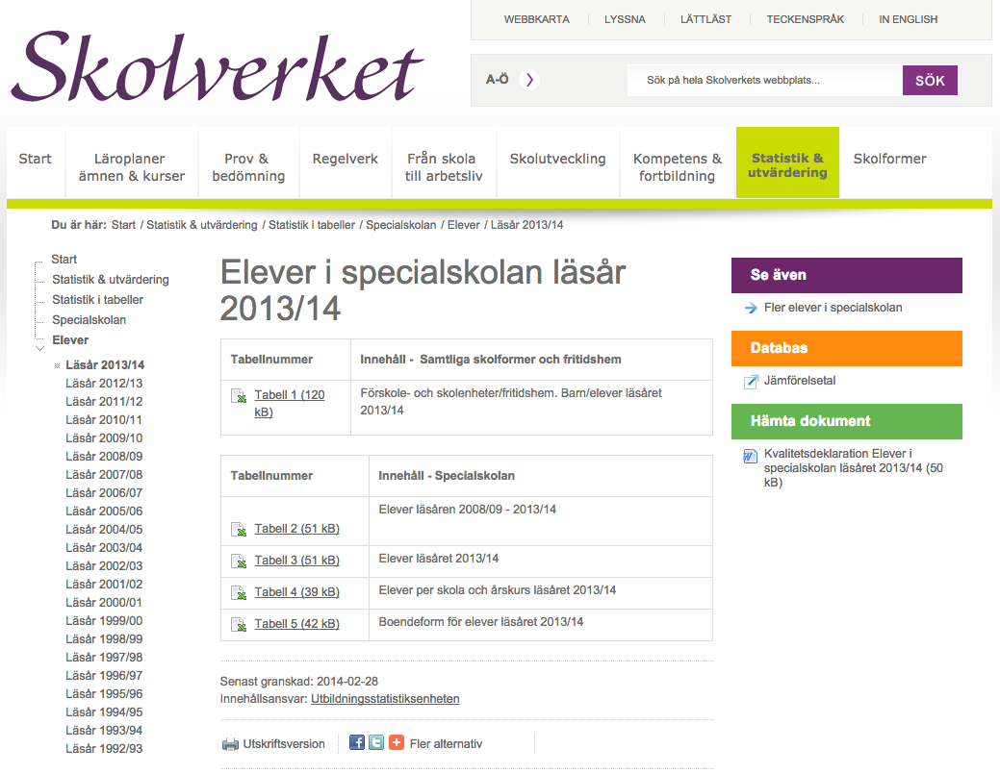 WEBBKARTA LYSSNA LÄTTLÄST TECKENSPRÅK IN ENGLISH
Skolverket
A-Ö
Sök på hela Skolverkets webbplats...
SÖK
Start
Läroplaner
ämnen & kurser
Prov &
bedömning
Regelverk
Från skola
till arbetsliv
Skolutveckling
Kompetens &
fortbildning
Statistik &
utvärdering
Skolformer
Du är här: Start / Statistik & utvärdering / Statistik i tabeller / Specialskolan / Elever / Läsår 2013/14
Start
Statistik & utvärdering
Statistik i tabeller
Specialskolan
Elever
Läsår 2013/14
Läsår 2012/13
Läsår 2011/12
Läsår 2010/11
Läsår 2009/10
Läsår 2008/09
Läsår 2007/08
Läsår 2006/07
Läsår 2005/06
Läsår 2004/05
Läsår 2003/04
Läsår 2002/03
Läsår 2001/02
Läsår 2000/01
Läsår 1999/00
Läsår 1998/99
Läsår 1997/98
Läsår 1996/97
Läsår 1995/96
Läsår 1994/95
Läsår 1993/94
Läsår 1992/93
Elever i specialskolan läsår
2013/14
Tabellnummer Innehåll - Samtliga skolformer och fritidshem
Tabell 1 (120
kB)
Förskole- och skolenheter/fritidshem. Barn/elever läsåret
2013/14
Tabellnummer Innehåll - Specialskolan
Elever läsåren 2008/09 - 2013/14
Tabell 2 (51 kB)
Tabell 3 (51 kB) Elever läsåret 2013/14
Tabell 4 (39 kB) Elever per skola och årskurs läsåret 2013/14
Tabell 5 (42 kB) Boendeform för elever läsåret 2013/14
Senast granskad: 2014-02-28
Innehållsansvar: Utbildningsstatistiksenheten
Utskriftsversion Fler alternativ
Se även
Fler elever i specialskolan
Databas
Jämförelsetal
Hämta dokument
Kvalitetsdeklaration Elever i
specialskolan läsåret 2013/14 (50
kB)